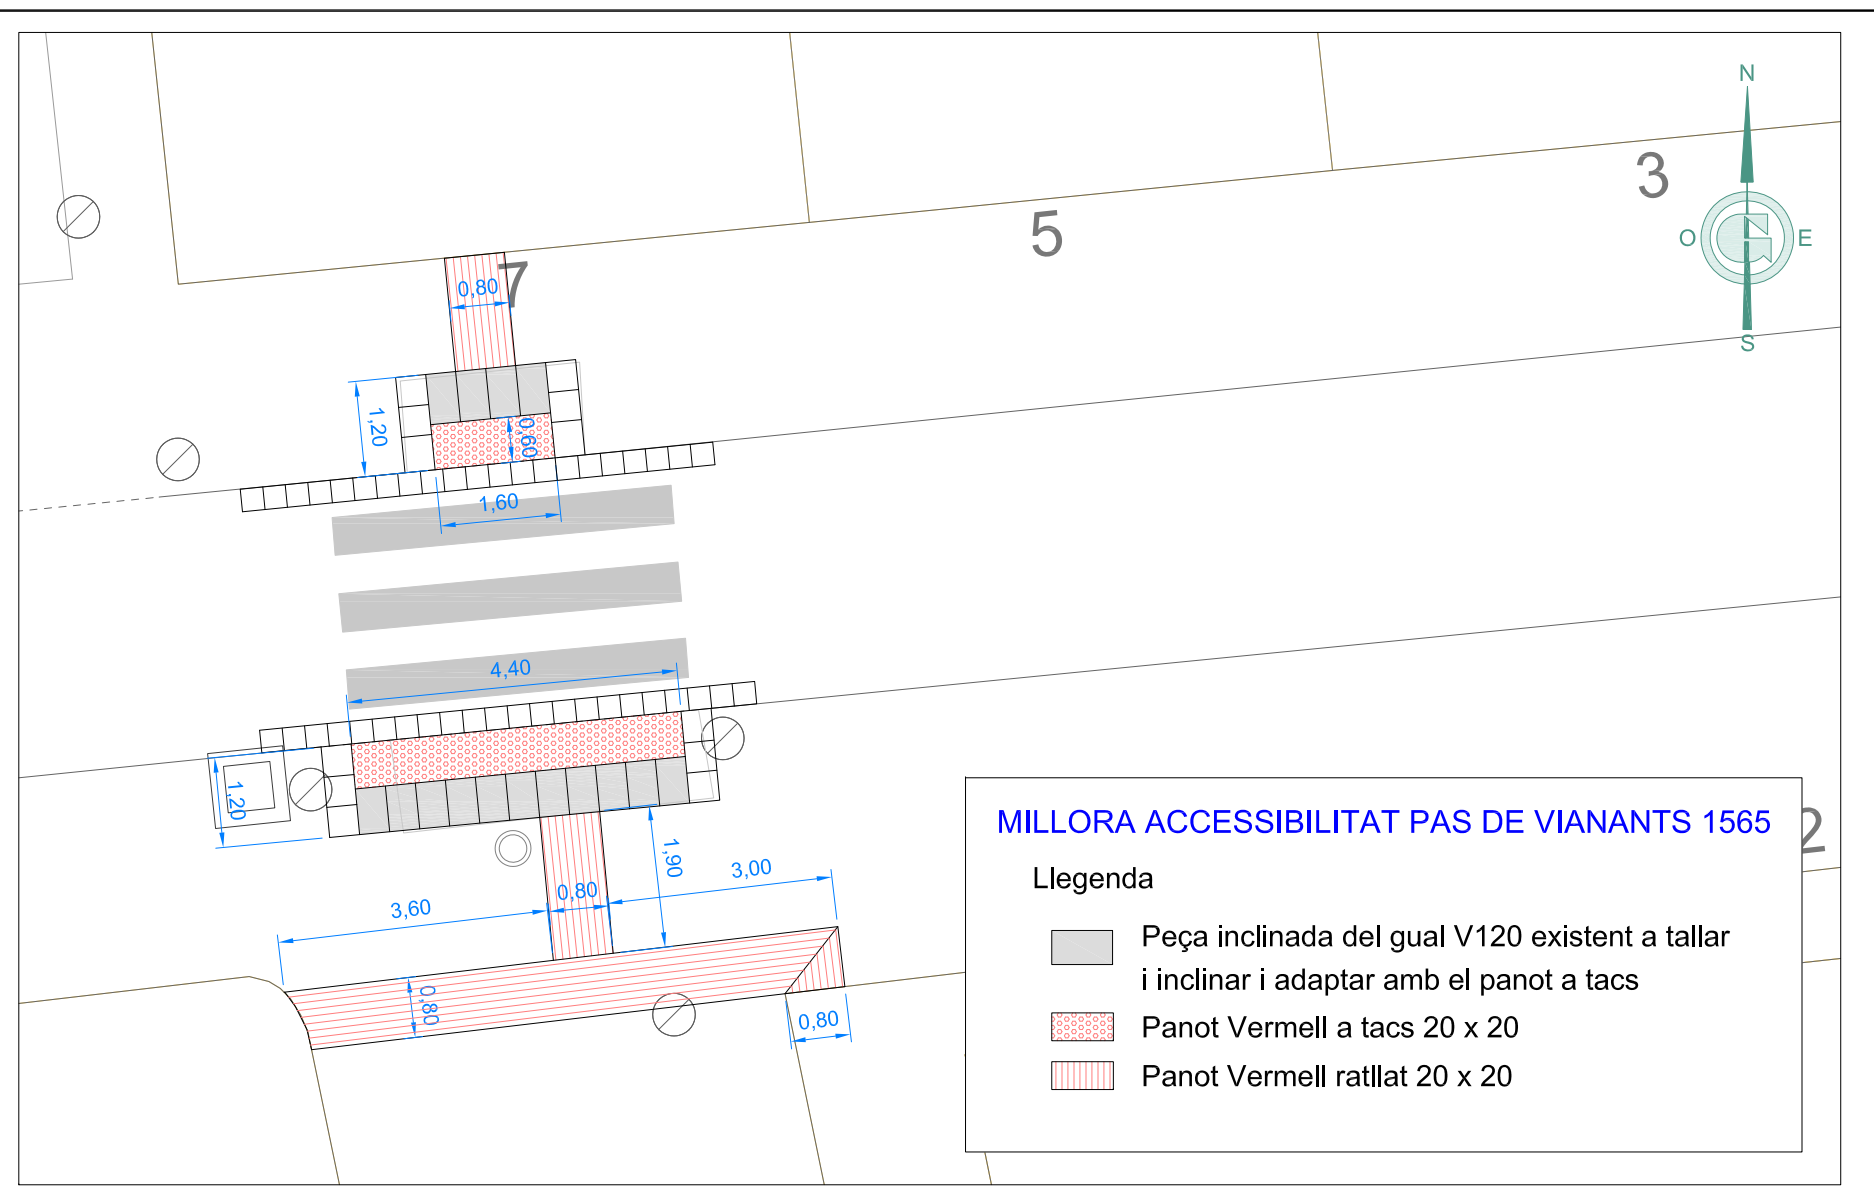 N
3
5
O
E
S
7
0,80
1,20
0,60
1,60
4,40
1,20
1,90
3,00
0,80
3,60
0,80
0,80
2
MILLORA ACCESSIBILITAT PAS DE VIANANTS 1565
Llegenda
Peça inclinada del gual V120 existent a tallar
i inclinar i adaptar amb el panot a tacs
Panot Vermell a tacs 20 x 20
Panot Vermell ratllat 20 x 20